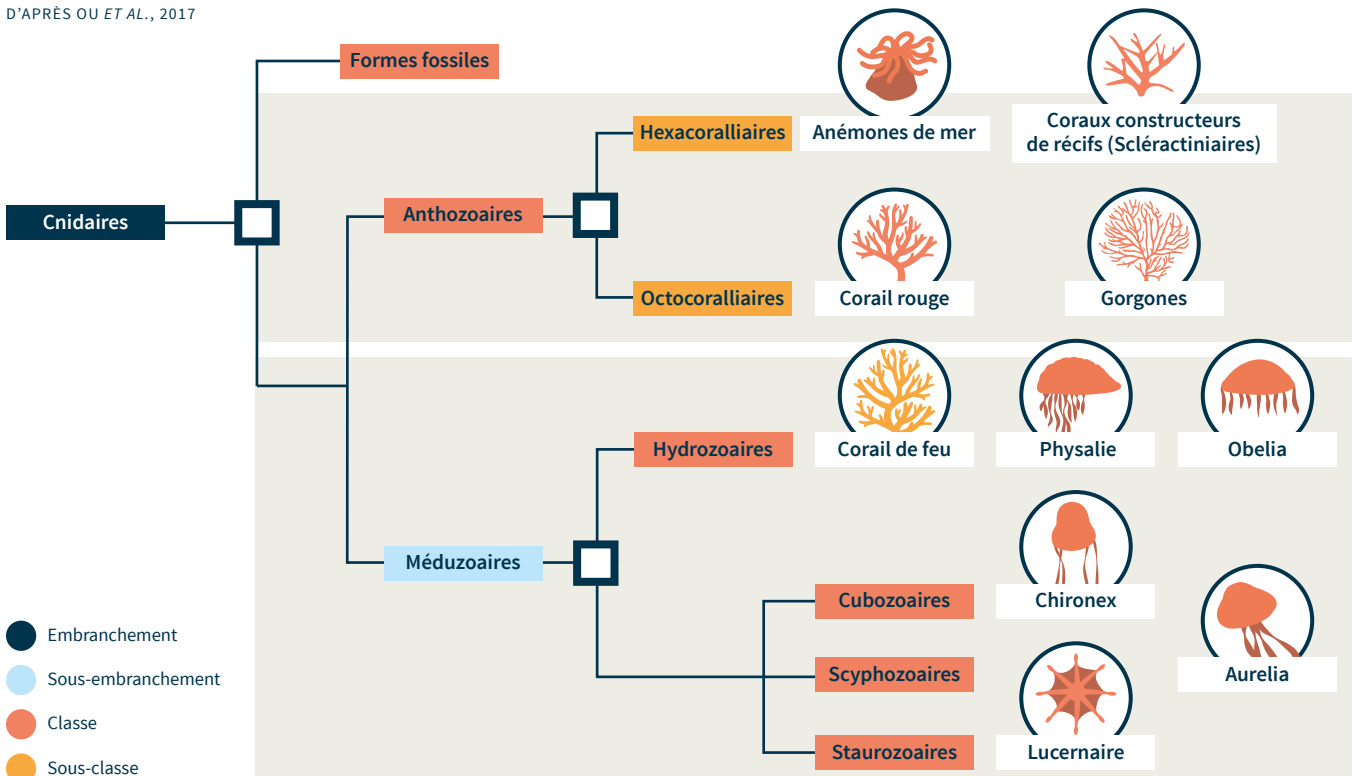 D'APRÈS OU ET AL., 2017
Formes fossiles
Hexacoralliaires
Anémones de mer
Coraux constructeurs
de récifs (Scléractiniaires)
Cnidaires
Anthozoaires
Octocoralliaires
Corail rouge
Gorgones
Hydrozoaires
Corail de feu
Physalie
Obelia
Méduzoaires
Cubozoaires
Chironex
Scyphozoaires
Aurelia
Staurozoaires
Lucernaire
Embranchement
Sous-embranchement
Classe
Sous-classe